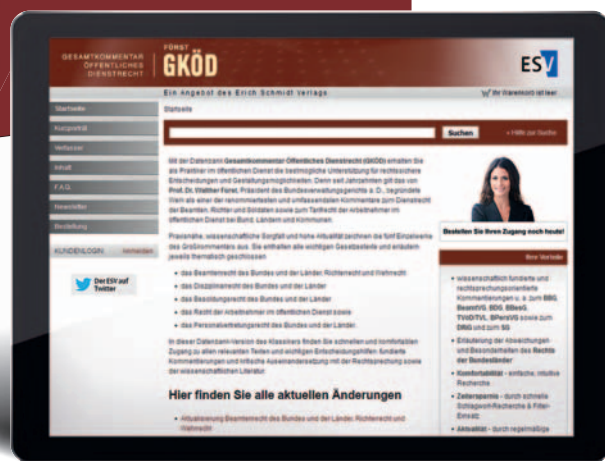 GESAMTKOMMENTAR
ÖFFENTLICHES
DIENSTRECHT
FÜRST
GKÖD
ESV
Ein Angebot des Erich Schmidt Verlags
Ihr Warenkorb ist leer
Startseite
Kurzporträt
Verfasser
Inhalt
F.A.Q.
Newsletter
Bestellung
KUNDENLOGIN Anmelden
Der ESV auf
Twitter
Startseite
Suchen
» Hilfe zur Suche
Mit der Datenbank Gesamtkommentar Öffentliches Dienstrecht (GKÖD) erhalten Sie
als Praktiker im öffentlichen Dienst die bestmögliche Unterstützung für rechtssichere
Entscheidungen und Gestaltungsmöglichkeiten. Denn seit Jahrzehnten gilt das von
Prof. Dr. Walther Fürst, Präsident des Bundesverwaltungsgerichts a. D., begründete
Werk als einer der renommiertesten und umfassendsten Kommentare zum Dienstrecht
der Beamten, Richter und Soldaten sowie zum Tarifrecht der Arbeitnehmer im
öffentlichen Dienst bei Bund, Ländern und Kommunen.
Praxisnähe, wissenschaftliche Sorgfalt und hohe Aktualität zeichnen die fünf Einzelwerke
des Großkommentars aus. Sie enthalten alle wichtigen Gesetzestexte und erläutern
jeweils thematisch geschlossen
• das Beamtenrecht des Bundes und der Länder, Richterrecht und Wehrrecht
• das Disziplinarrecht des Bundes und der Länder
• das Besoldungsrecht des Bundes und der Länder
• das Recht der Arbeitnehmer im öffentlichen Dienst sowie
• das Personalvertretungsrecht des Bundes und der Länder.
In dieser Datenbank-Version des Klassikers finden Sie schnellen und komfortablen
Zugang zu allen relevanten Texten und wichtigen Entscheidungshilfen: fundierte
Kommentierungen und kritische Auseinandersetzung mit der Rechtsprechung sowie
der wissenschaftlichen Literatur.
Hier finden Sie alle aktuellen Änderungen
• Aktualisierung Beamtenrecht des Bundes und der Länder, Richterrecht und
Wehrrecht
Bestellen Sie Ihren Zugang noch heute!
Ihre Vorteile
• wissenschaftlich fundierte und
rechtsprechungsorientierte
Kommentierungen u. a. zum BBG,
BeamtVG, BDG, BBesG,
TVöD/TVL, BPersVG sowie zum
DRiG und zum SG
• Erläuterung der Abweichungen
und Besonderheiten des Rechts
der Bundesländer
• Komfortabilität - einfache, intuitive
Recherche
• Zeitersparnis - durch schnelle
Schlagwort-Recherche & Filter-
Einsatz
• Aktualität - durch regelmäßige